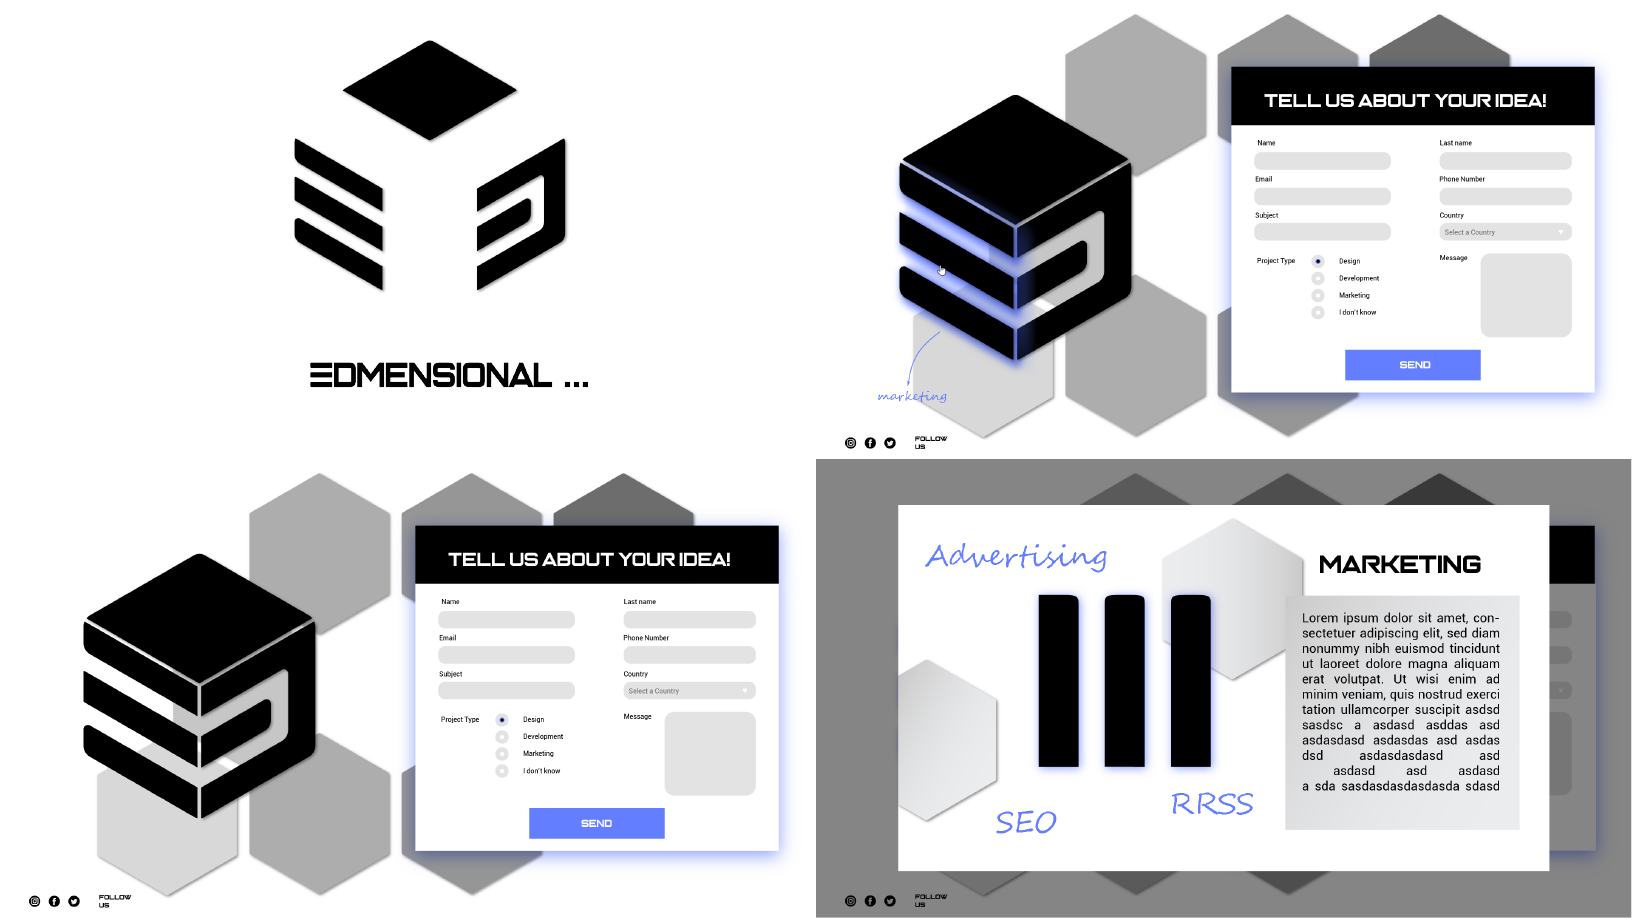 EDMENSIONAL ...
TELL US ABOUT YOUR IDEA!
Name
Last name
Email
Phone Number
Subject
Country
Select a Country
Project Type
Design
Development
Marketing
I don't know
Message
SEND
marketing
FOLLOW
US
TELL US ABOUT YOUR IDEA!
Name
Last name
Email
Phone Number
Subject
Country
Select a Country
Project Type
Design
Development
Marketing
I don't know
Message
SEND
FOLLOW
US
Advertising
SEO
RRSS
MARKETING
Lorem ipsum dolor sit amet, con-
sectetuer adipiscing elit, sed diam
nonummy nibh euismod tincidunt
ut laoreet dolore magna aliquam
erat volutpat. Ut wisi enim ad
minim veniam, quis nostrud exerci
tation ullamcorper suscipit asdsd
sasdsc a asdasd asddas asd
asdasdasd asdasdas asd asdas
dsd asdasdasdasd asd
asdasd asd asdasd
a sda sasdasdasdasdasda sdasd
FOLLOW
US